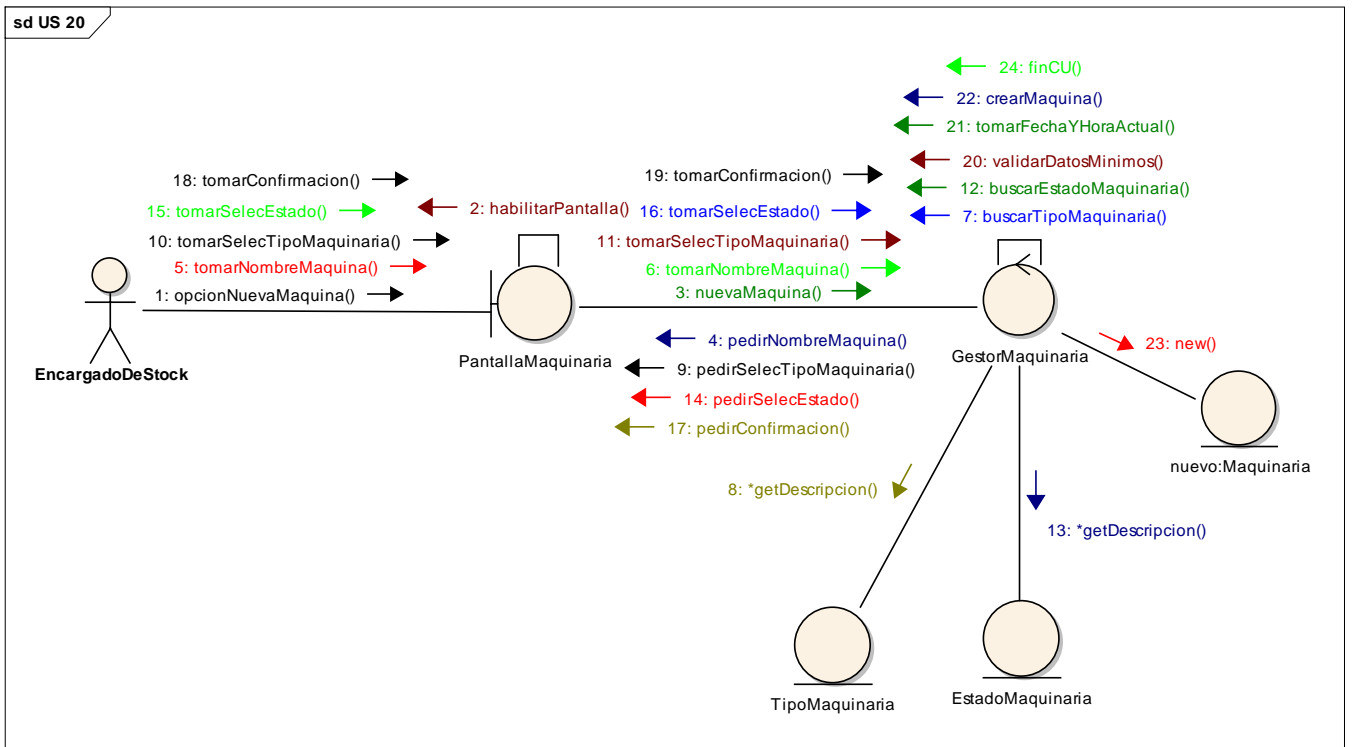 sd US 20
24: finCU()
22: crearMaquina()
21: tomarFechaYHoraActual()
20: validarDatosMinimos()
18: tomarConfirmacion()
19: tomarConfirmacion()
12: buscarEstadoMaquinaria()
15: tomarSelecEstado()
2: habilitarPantalla()
16: tomarSelecEstado()
7: buscarTipoMaquinaria()
10: tomarSelecTipoMaquinaria()
11: tomarSelecTipoMaquinaria()
5: tomarNombreMaquina()
6: tomarNombreMaquina()
1: opcionNuevaMaquina()
3: nuevaMaquina()
4: pedirNombreMaquina()
23: new()
PantallaMaquinaria
GestorMaquinaria
9: pedirSelecTipoMaquinaria()
EncargadoDeStock
14: pedirSelecEstado()
17: pedirConfirmacion()
nuevo:Maquinaria
8: *getDescripcion()
13: *getDescripcion()
TipoMaquinaria
EstadoMaquinaria